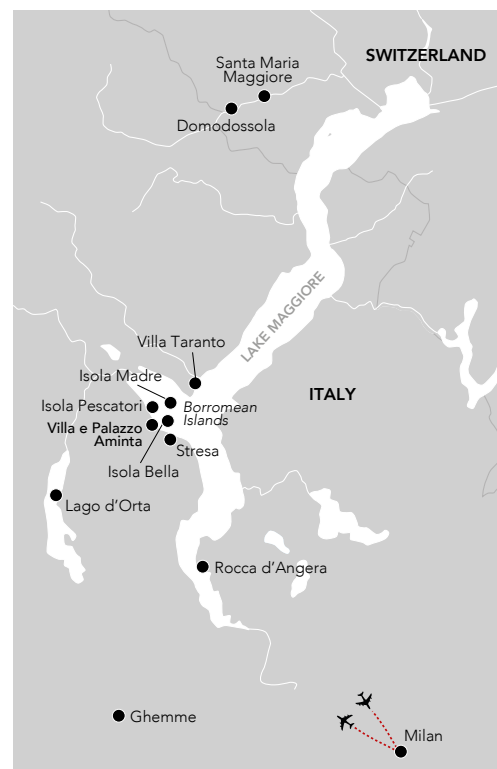 SWITZERLAND
Santa Maria
Maggiore
Domodossola
LAKE MAGGIORE
Villa Taranto
Isola Madre
ITALY
Isola Pescatori
Borromean
Islands
Villa e Palazzo
Aminta
Stresa
Isola Bella
Lago d’Orta
Rocca d’Angera
Ghemme
Milan